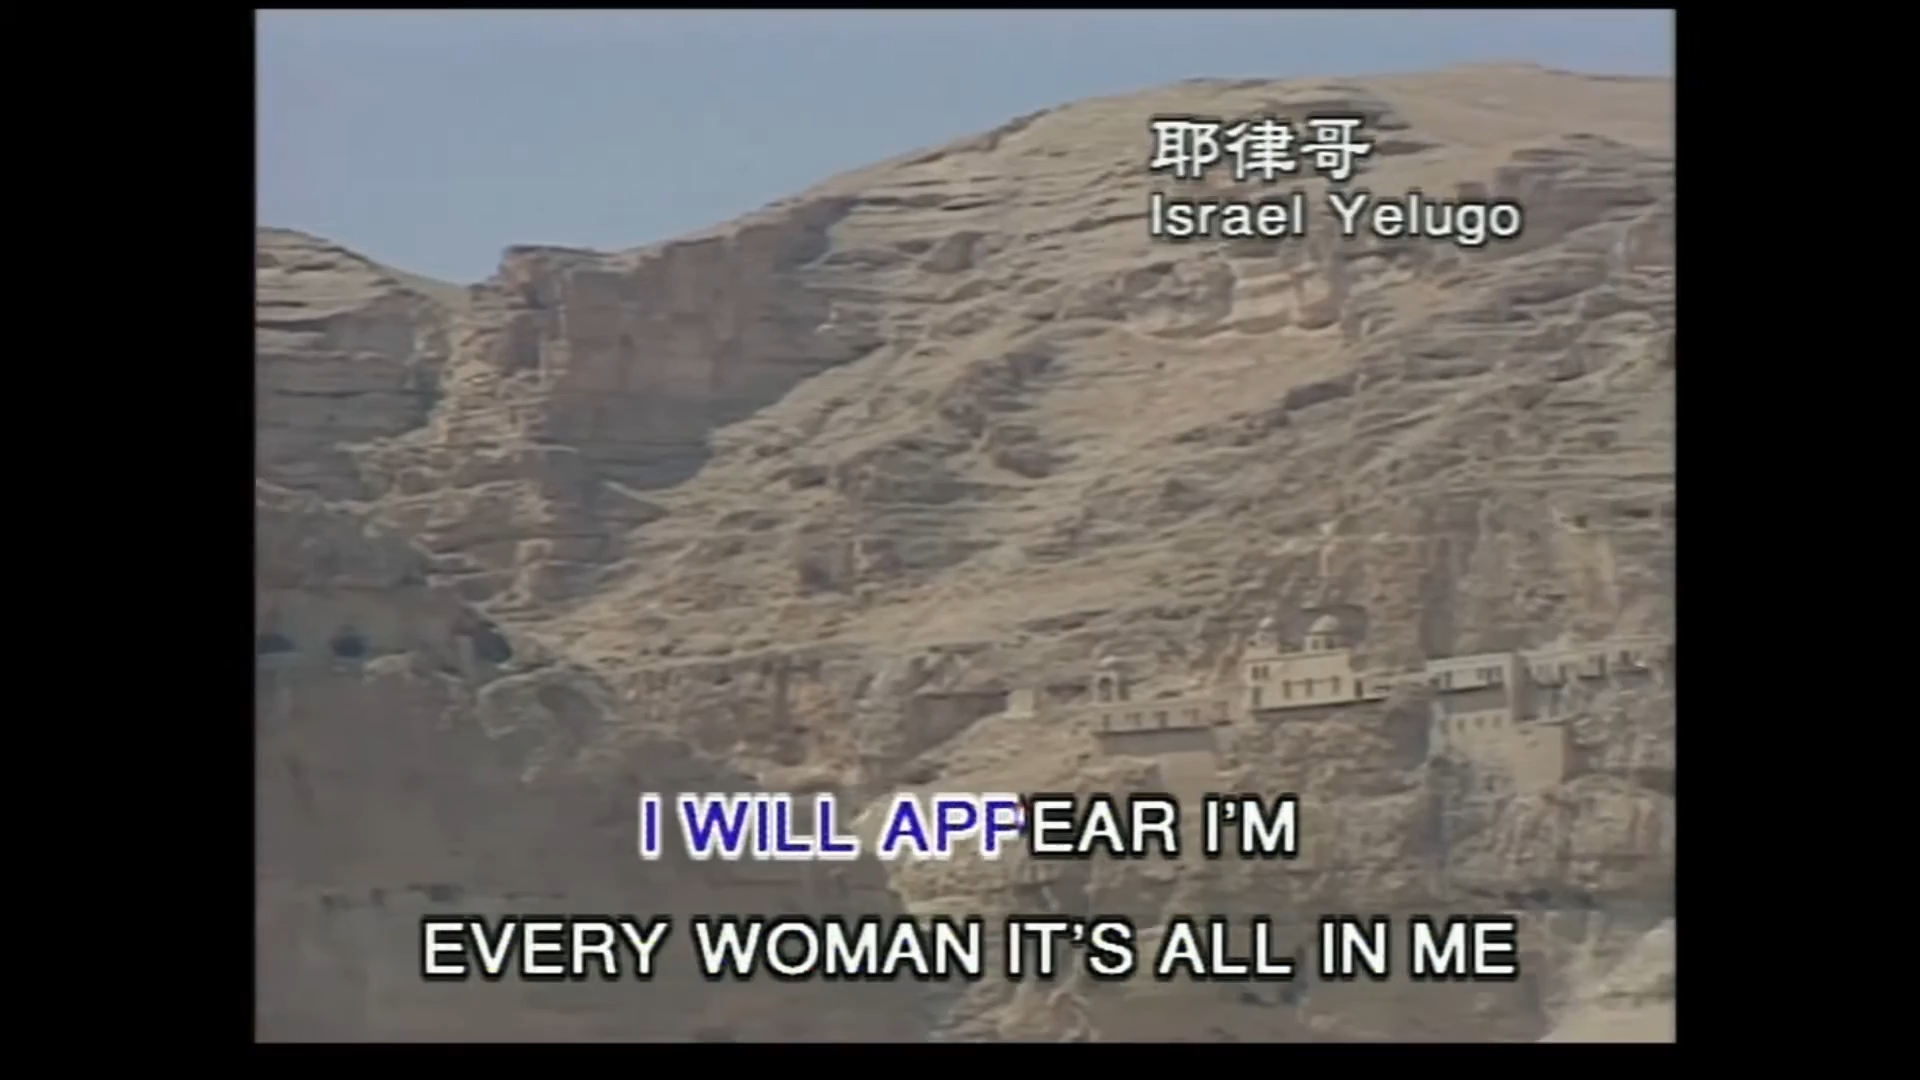 耶律哥
Israel Yelugo
I WILL APPEAR I'M
EVERY WOMAN IT'S ALL IN ME